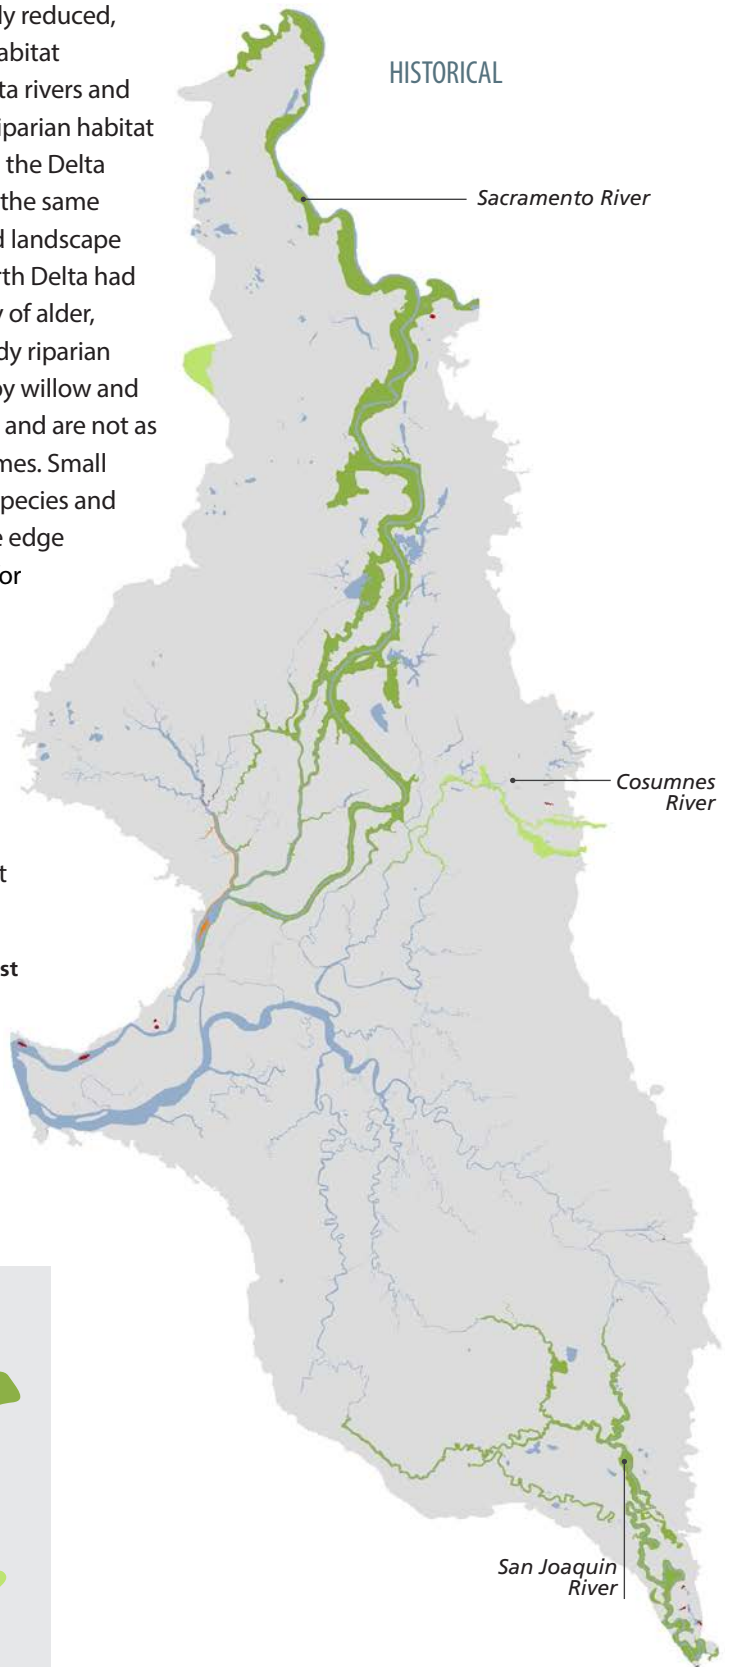 ly reduced,
abitat
ta rivers and
riparian habitat
the Delta
the same
d landscape
rth Delta had
y of alder,
dy riparian
by willow and
and are not as
mes. Small
pecies and
e edge
or
t
st
HISTORICAL
Sacramento River
Cosumnes
River
San Joaquin
River